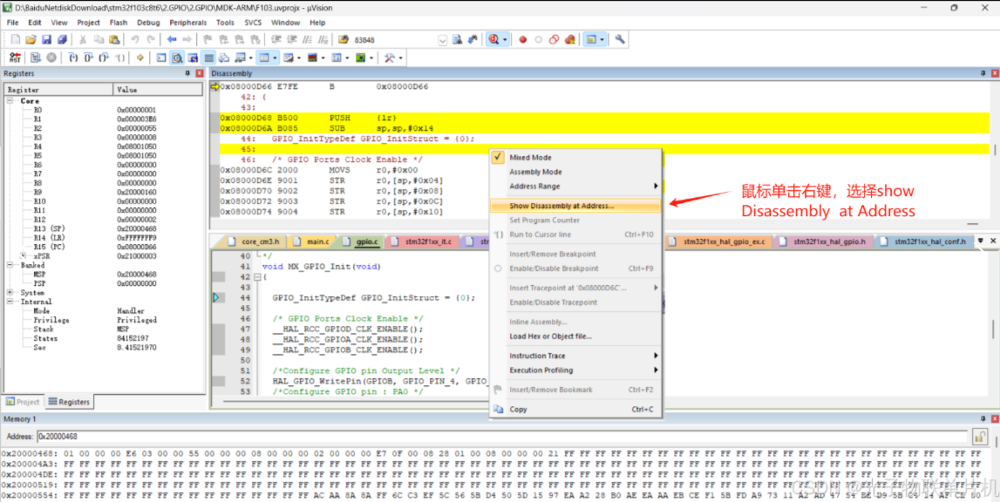 D:\BaiduNetdiskDownload\stm32f103c8t6\2.GPIO\2.GPIO\MDK-ARM\F103.uvprojx - µVision
File Edit View Project Flash Debug Peripherals Tools SVCS Window Help
83848
RST
Registers
Register Value
Core
R0 0x00000001
R1 0x000003E6
R2 0x00000055
R3 0x00000008
R4 0x08001050
R5 0x08001050
R6 0x00000000
R7 0x00000000
R8 0x00000000
R9 0x20000160
R10 0x00000000
R11 0x00000000
R12 0x00000002
R13 (SP) 0x20000468
R14 (LR) 0xFFFFFFF9
R15 (PC) 0x08000D66
xPSR 0x21000003
Banked
MSP 0x20000468
PSP 0x00000000
System
Internal
Mode Handler
Privilege Privileged
Stack MSP
States 84152197
Sec 8.41521970
Project Registers
Disassembly
0x08000D66 E7FE B 0x08000D66
42: {
43:
0x08000D68 B500 PUSH {lr}
0x08000D6A B085 SUB sp,sp,#0x14
44: GPIO_InitTypeDef GPIO_InitStruct = {0};
45:
46: /* GPIO Ports Clock Enable */
0x08000D6C 2000 MOVS r0,#0x00
0x08000D6E 9001 STR r0,[sp,#0x04]
0x08000D70 9002 STR r0,[sp,#0x08]
0x08000D72 9003 STR r0,[sp,#0x0C]
0x08000D74 9004 STR r0,[sp,#0x10]
Mixed Mode
Assembly Mode
Address Range
Show Disassembly at Address...
Set Program Counter
Run to Cursor line Ctrl+F10
Insert/Remove Breakpoint
Enable/Disable Breakpoint Ctrl+F9
Insert Tracepoint at '0x08000D6C'...
Enable/Disable Tracepoint
Inline Assembly...
Load Hex or Object file...
Instruction Trace
Execution Profiling
Insert/Remove Bookmark Ctrl+F2
Copy Ctrl+C
鼠标单击右键，选择show
Disassembly at Address
core_cm3.h main.c gpio.c stm32f1xx_it.c stm32f1xx_hal_gpio_ex.c stm32f1xx_hal_gpio.h stm32f1xx_hal_conf.h
40 */
41 void MX_GPIO_Init(void)
42 {
43
44 GPIO_InitTypeDef GPIO_InitStruct = {0};
45
46 /* GPIO Ports Clock Enable */
47 __HAL_RCC_GPIOD_CLK_ENABLE();
48 __HAL_RCC_GPIOA_CLK_ENABLE();
49 __HAL_RCC_GPIOB_CLK_ENABLE();
50
51 /*Configure GPIO pin Output Level */
52 HAL_GPIO_WritePin(GPIOB, GPIO_PIN_4, GPIO_
53 /*Configure GPIO pin : PA0 */
Memory 1
Address: 0x20000468
0x20000468: 01 00 00 00 E6 03 00 00 55 00 00 00 08 00 00 00 02 00 00 00 E7 0F 00 08 28 01 00 08 00 00 00 21 FF FF FF FF FF FF FF FF FF FF FF FF FF FF FF FF FF FF FF FF FF FF FF FF FF FF FF
0x200004A3: FF FF FF FF FF FF FF FF FF FF FF FF FF FF FF FF FF FF FF FF FF FF FF FF FF FF FF FF FF FF FF FF FF FF FF FF FF FF FF FF FF FF FF FF FF FF FF FF FF FF FF FF FF FF FF FF FF FF FF
0x200004DE: FF FF FF FF FF FF FF FF FF FF FF FF FF FF FF FF FF FF FF FF FF FF FF FF FF FF FF FF FF FF FF FF FF FF FF FF FF FF FF FF FF FF FF FF FF FF FF FF FF FF FF FF FF FF FF FF FF FF FF
0x20000519: FF FF FF FF FF FF FF FF FF FF FF FF FF FF FF FF FF FF FF FF FF FF FF FF FF FF FF FF FF FF FF FF FF FF FF FF FF FF FF FF FF FF FF FF FF FF FF FF FF FF FF FF FF FF FF FF FF FF FF
0x20000554: FF FF FF FF FF FF FF FF FF FF FF FF FF FF FF FF AC AA 8A 8A FF 6C C3 EF 5C 56 5B D4 50 5D 15 97 EA A2 28 B0 AE EA AA EB CE F1 5B FD A9 73 11